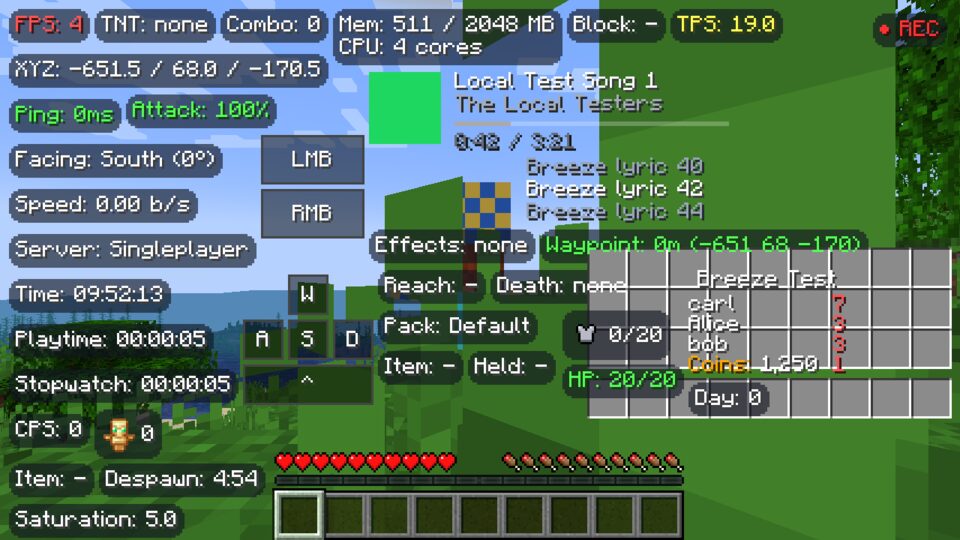 FPS: 4
TNT: none
Combo: 0
Mem: 511 / 2048 MB
CPU: 4 cores
Block: -
TPS: 19.0
REC
XYZ: -651.5 / 68.0 / -170.5
Local Test Song 1
The Local Testers
0:42 / 3:21
Ping: 0ms
Attack: 100%
Facing: South (0°)
LMB
RMB
Breeze lyric 40
Breeze lyric 42
Breeze lyric 44
Speed: 0.00 b/s
Server: Singleplayer
Effects: none
Waypoint: 0m (-651 68 -170)
Time: 09:52:13
W
Reach: -
Death: none
Breeze Test
carl 7
Alice 3
bob 3
Coins: 1,250 1
Playtime: 00:00:05
A
S
D
Pack: Default
0/20
Stopwatch: 00:00:05
^
Item: -
Held: -
HP: 20/20
Day: 0
CPS: 0
0
Item: -
Despawn: 4:54
Saturation: 5.0